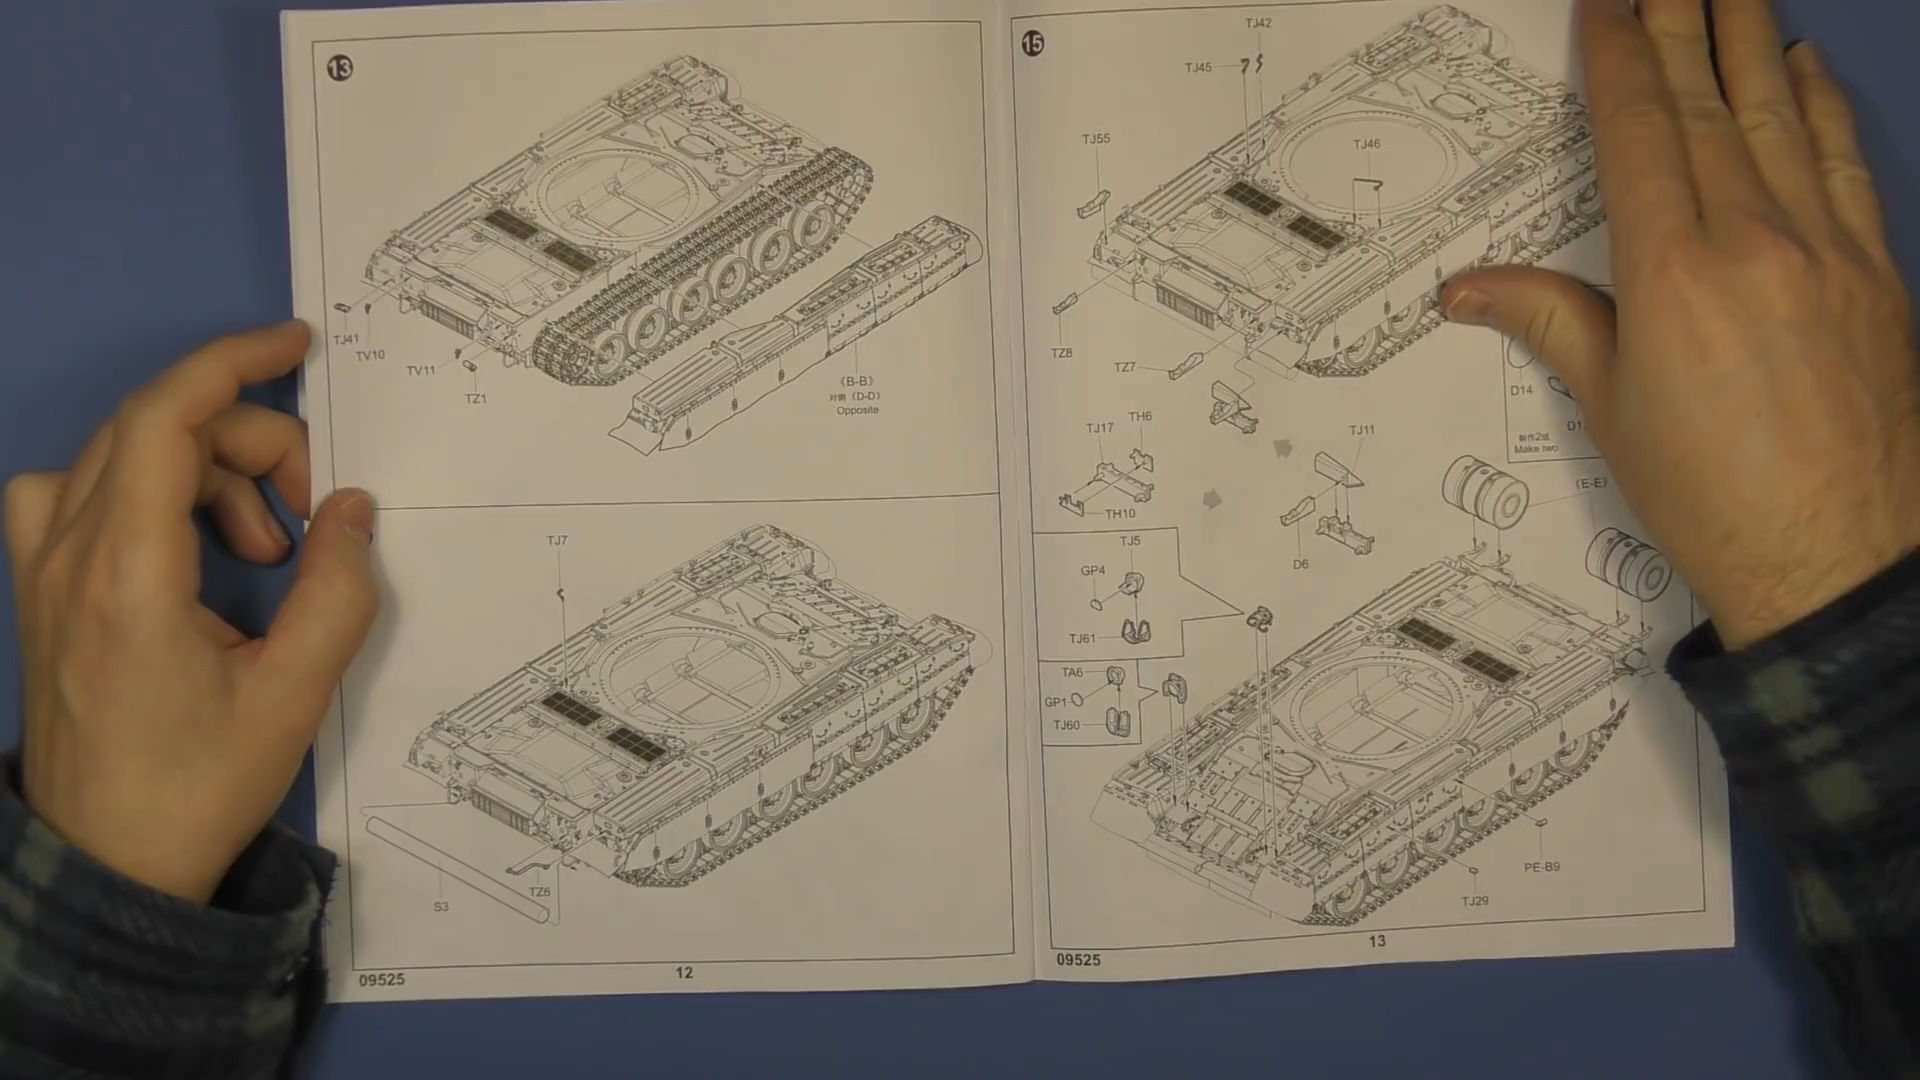 13
TJ41
TV10
TV11
TZ1
《B-B》
对侧《D-D》
Opposite
TJ7
S3
TZ6
09525
12
15
TJ42
TJ45
TJ55
TJ46
TZ8
TZ7
TH6
TJ17
TH10
TJ11
D6
D14
制作2组
Make two
《E-E》
TJ5
GP4
TJ61
TA6
GP1
TJ60
PE-B9
TJ29
09525
13